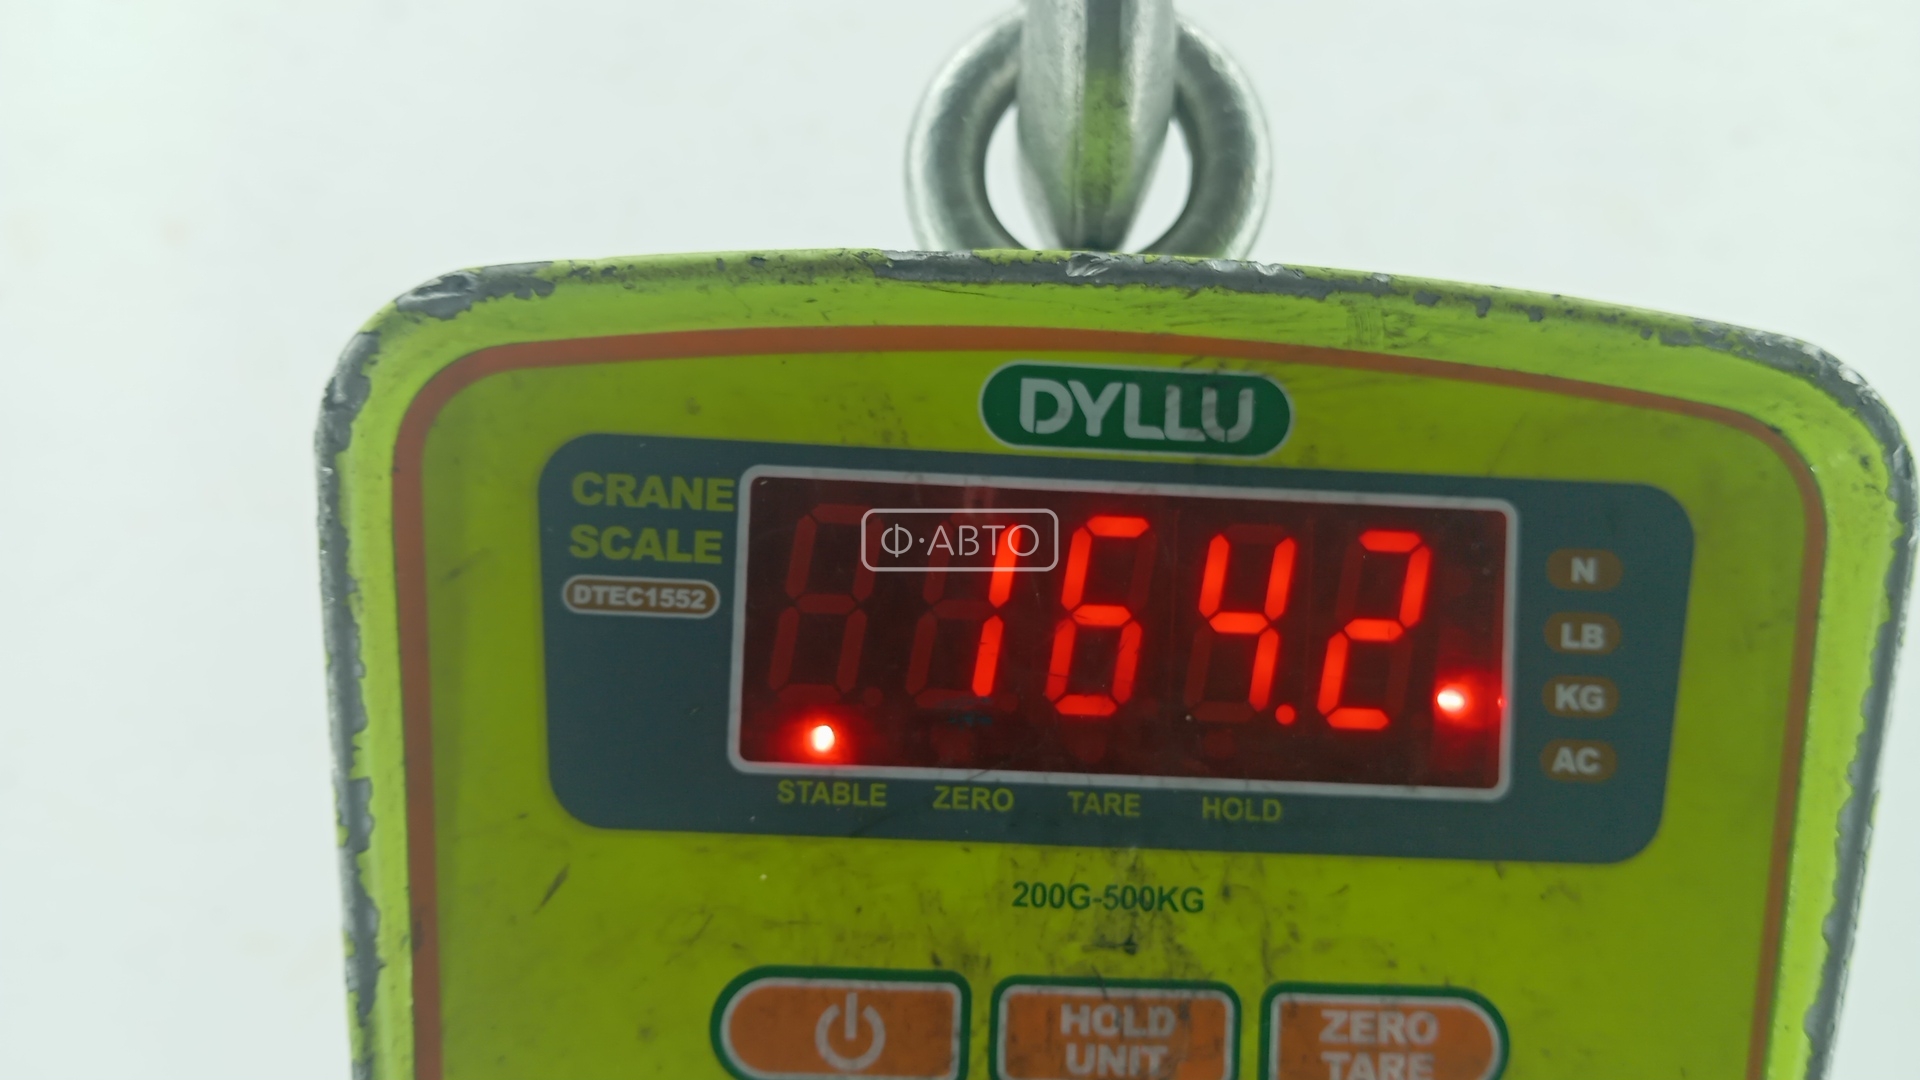 DYLLU
CRANE
SCALE
DTEC1552
Ф·АВТО
164.2
N
LB
KG
AC
STABLE ZERO TARE HOLD
200G-500KG
HOLD
UNIT
ZERO
TARE